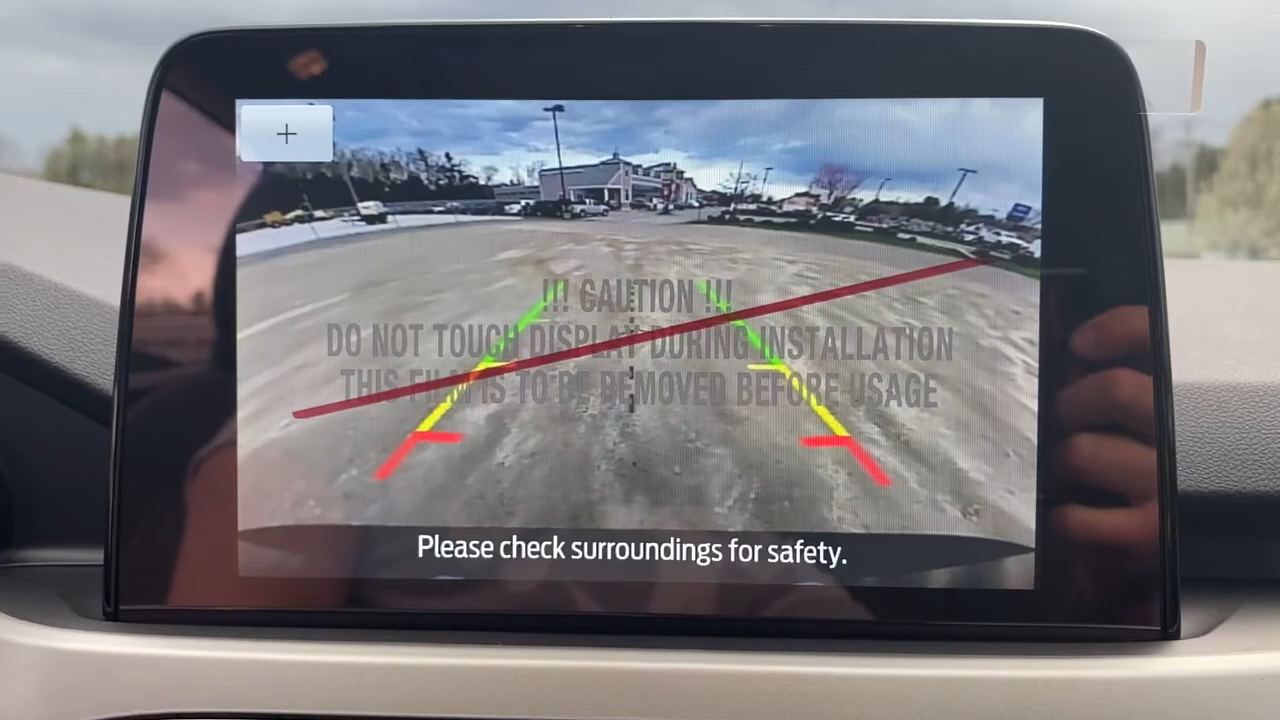 +
!!! CAUTION !!!
DO NOT TOUCH DISPLAY DURING INSTALLATION
THIS FILM IS TO BE REMOVED BEFORE USAGE
Please check surroundings for safety.